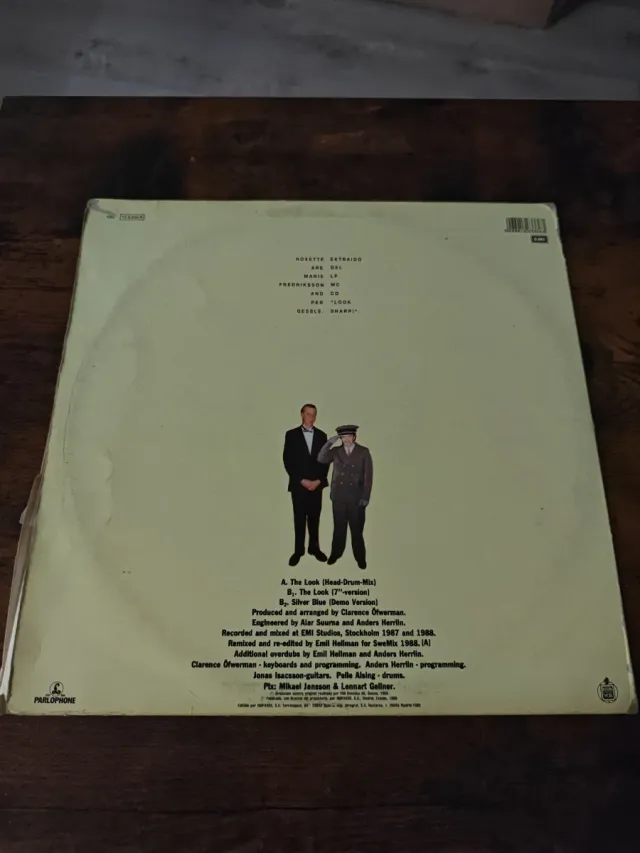 ROXETTE EXTRAIDO
ARE DEL
MARIE LP
FREDRIKSSON MC
AND CD
PER "LOOK
GESSLE. SHARP!".
A. The Look (Head-Drum-Mix)
B1. The Look (7"-version)
B2. Silver Blue (Demo Version)
Produced and arranged by Clarence Öfwerman.
Engineered by Alar Suurna and Anders Herrlin.
Recorded and mixed at EMI Studios, Stockholm 1987 and 1988.
Remixed and re-edited by Emil Hellman for SweMix 1988. (A)
Additional overdubs by Emil Hellman and Anders Herrlin.
Clarence Öfwerman - keyboards and programming. Anders Herrlin - programming.
Jonas Isacsson-guitars. Pelle Alsing - drums.
Pix: Mikael Jansson & Lennart Gellner.
PARLOPHONE